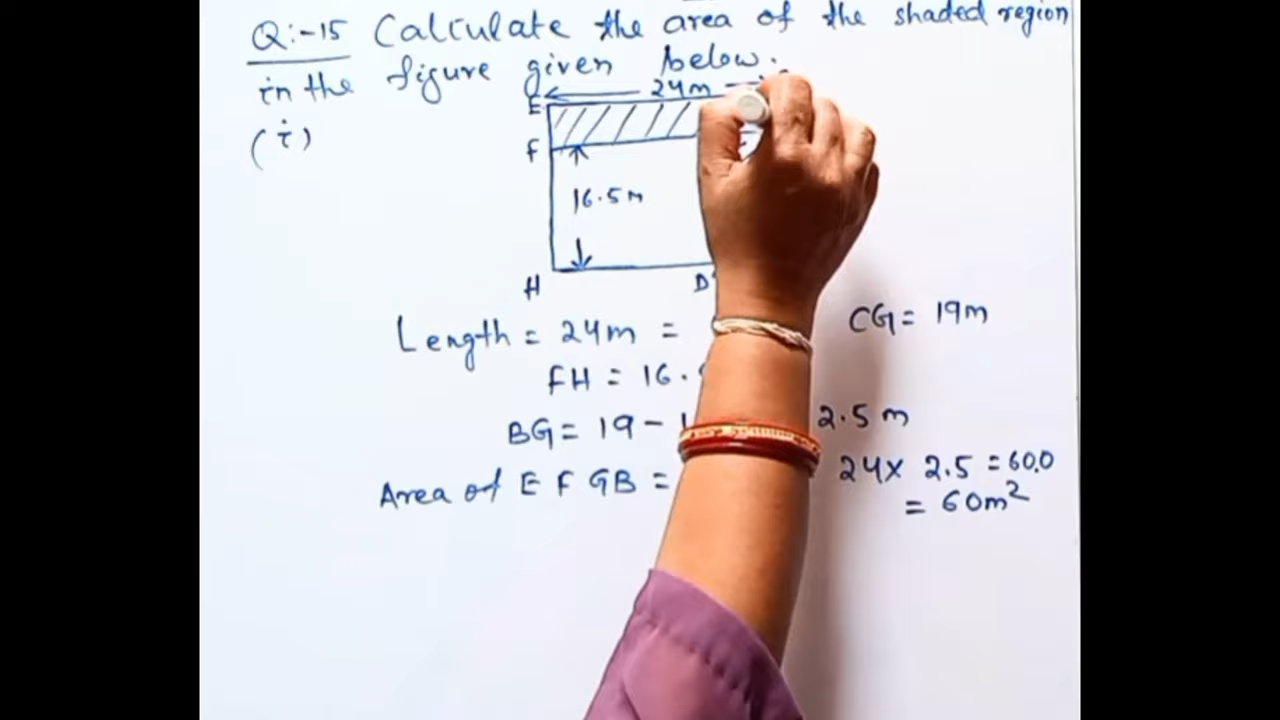 Q:-15 Calculate the area of the shaded region
in the figure given below.
(i)
24m
E
F
16.5m
H
D
Length = 24m =
CG = 19m
FH = 16.
BG = 19 -
2.5 m
Area of EFGB =
24 x 2.5 = 60.0
= 60m²